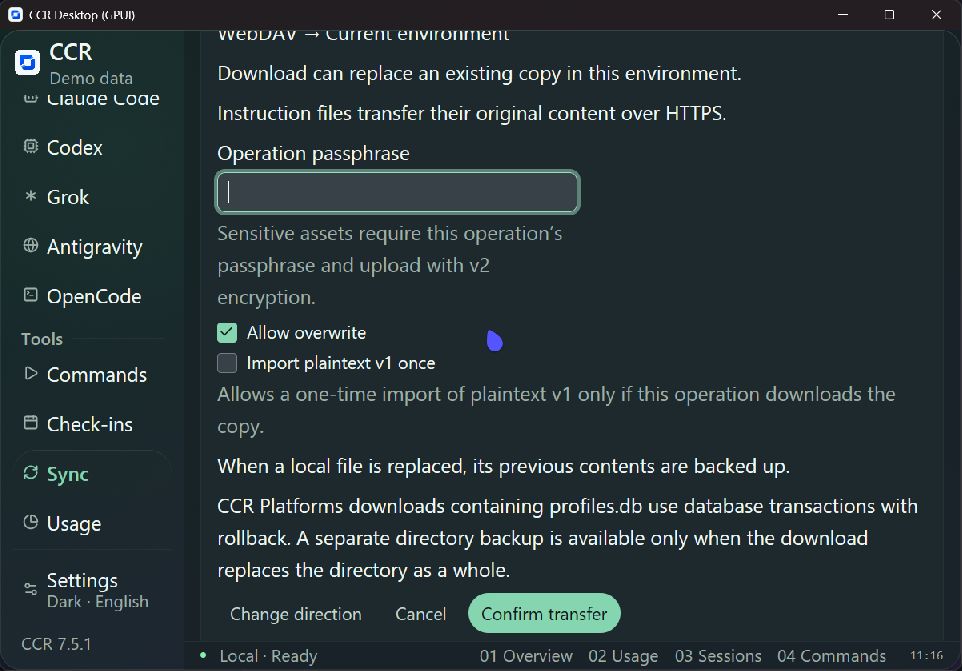 CCR Desktop (GPUI)
CCR
Demo data
Claude Code
Codex
Grok
Antigravity
OpenCode
Tools
Commands
Check-ins
Sync
Usage
Settings
Dark · English
CCR 7.5.1
WebDAV → Current environment
Download can replace an existing copy in this environment.
Instruction files transfer their original content over HTTPS.
Operation passphrase
Sensitive assets require this operation’s
passphrase and upload with v2
encryption.
Allow overwrite
Import plaintext v1 once
Allows a one-time import of plaintext v1 only if this operation downloads the
copy.
When a local file is replaced, its previous contents are backed up.
CCR Platforms downloads containing profiles.db use database transactions with
rollback. A separate directory backup is available only when the download
replaces the directory as a whole.
Change direction Cancel Confirm transfer
Local · Ready 01 Overview 02 Usage 03 Sessions 04 Commands 11:16